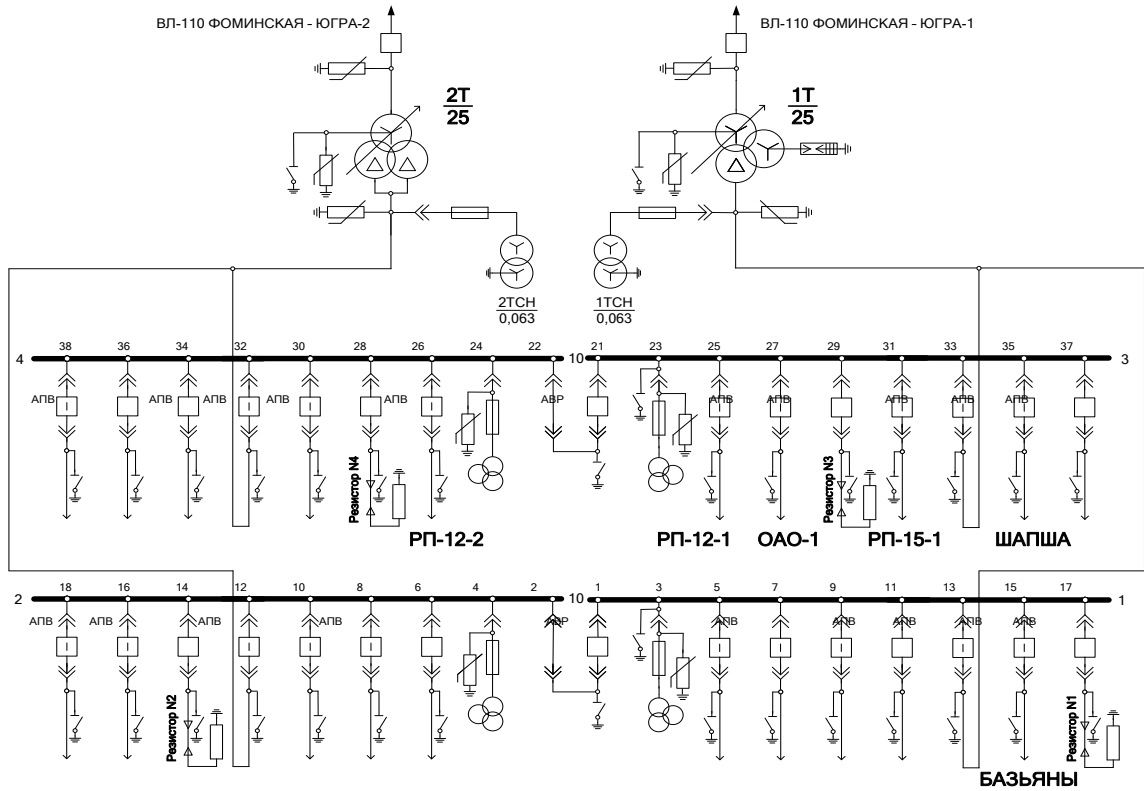 ВЛ-110 ФОМИНСКАЯ - ЮГРА-2
ВЛ-110 ФОМИНСКАЯ - ЮГРА-1
2Т
25
1Т
25
2ТСН
0,063
1ТСН
0,063
4 38 36 34 32 30 28 26 24 22 10 21 23 25 27 29 31 33 35 37 3
АПВ АПВ АПВ АПВ АПВ АВР АПВ АПВ АПВ АПВ АПВ
Резистор N4
Резистор N3
РП-12-2 РП-12-1 ОАО-1 РП-15-1 ШАПША
2 18 16 14 12 10 8 6 4 2 10 1 3 5 7 9 11 13 15 17 1
АПВ АПВ АПВ АПВ АВР АПВ АПВ АПВ АПВ АПВ
Резистор N2
Резистор N1
БАЗЬЯНЫ